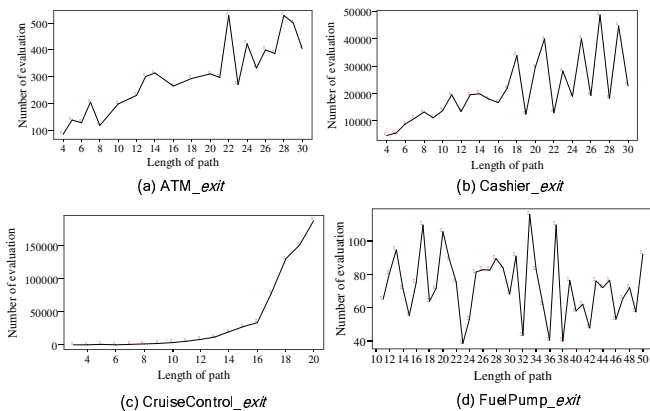 Number of evaluation
500
400
300
200
100
4 6 8 10 12 14 16 18 20 22 24 26 28 30
Length of path
(a) ATM_exit
Number of evaluation
50000
40000
30000
20000
10000
4 6 8 10 12 14 16 18 20 22 24 26 28 30
Length of path
(b) Cashier_exit
Number of evaluation
150000
100000
50000
0
4 6 8 10 12 14 16 18 20
Length of path
(c) CruiseControl_exit
Number of evaluation
100
80
60
40
10 12 14 16 18 20 22 24 26 28 30 32 34 36 38 40 42 44 46 48 50
Length of path
(d) FuelPump_exit